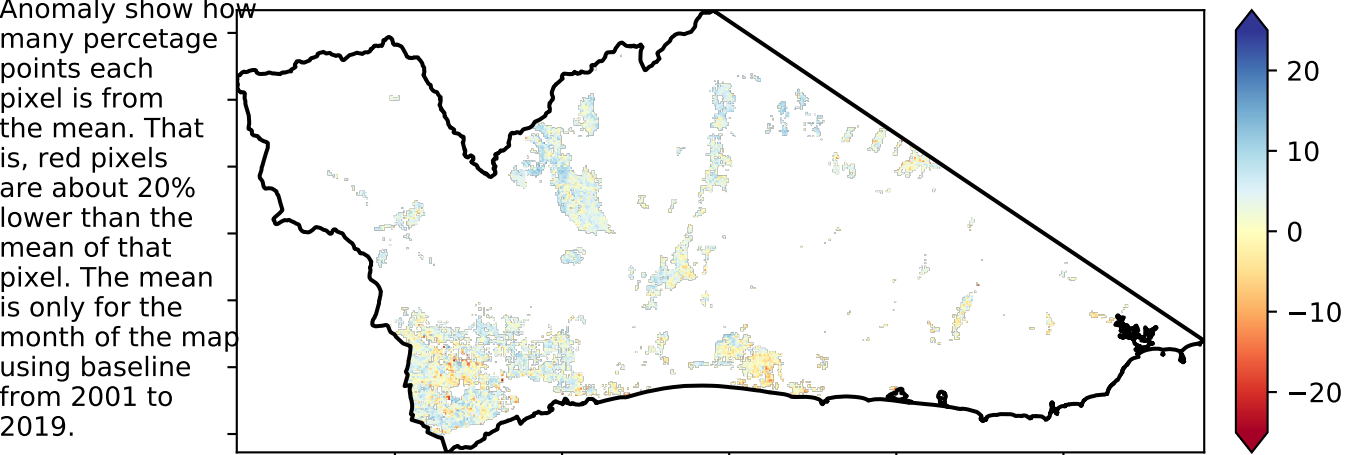 Anomaly show how
many percetage
points each
pixel is from
the mean. That
is, red pixels
are about 20%
lower than the
mean of that
pixel. The mean
is only for the
month of the map
using baseline
from 2001 to
2019.
20
10
0
−10
−20